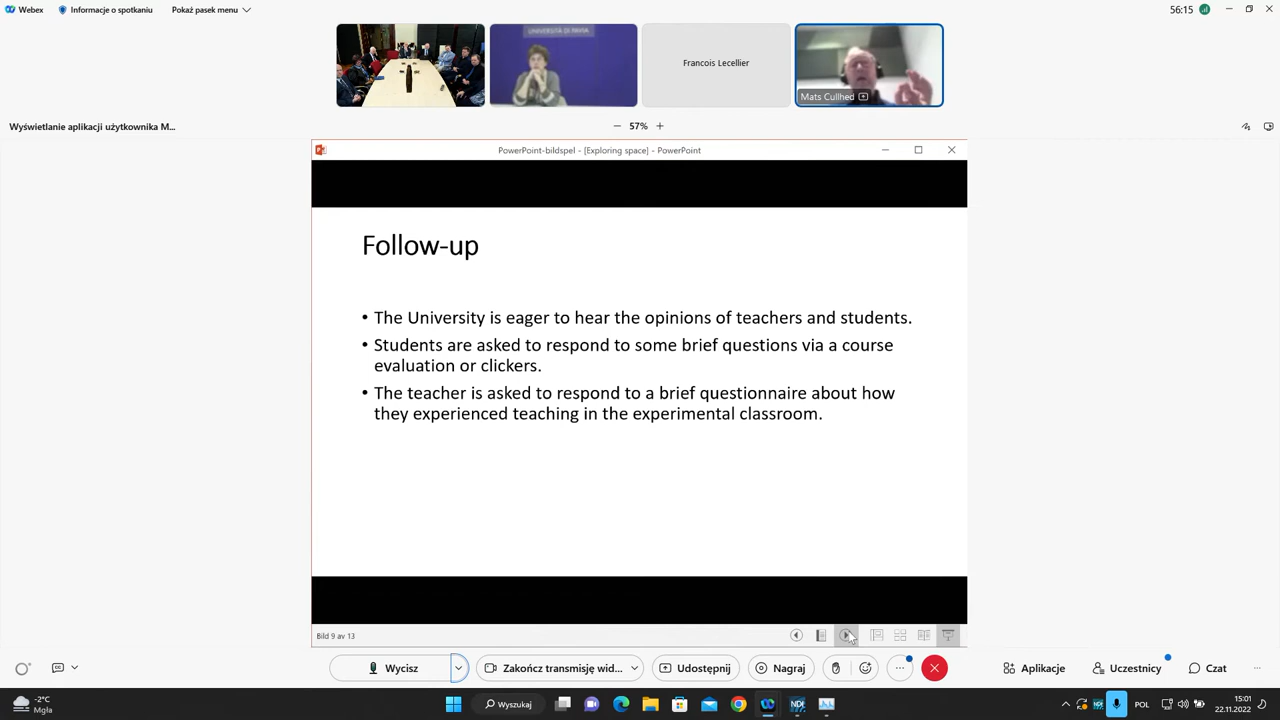 Webex
Informacje o spotkaniu
Pokaż pasek menu
56:15
UNIVERSITÀ DI PAVIA
Francois Lecellier
Mats Cullhed
Wyświetlanie aplikacji użytkownika M...
57%
PowerPoint-bildspel - [Exploring space] - PowerPoint
Follow-up
• The University is eager to hear the opinions of teachers and students.
• Students are asked to respond to some brief questions via a course
evaluation or clickers.
• The teacher is asked to respond to a brief questionnaire about how
they experienced teaching in the experimental classroom.
Bild 9 av 13
Wycisz
Zakończ transmisję wid...
Udostępnij
Nagraj
Aplikacje
Uczestnicy
Czat
-2°C
Mgła
Wyszukaj
NDI
POL
15:01
22.11.2022